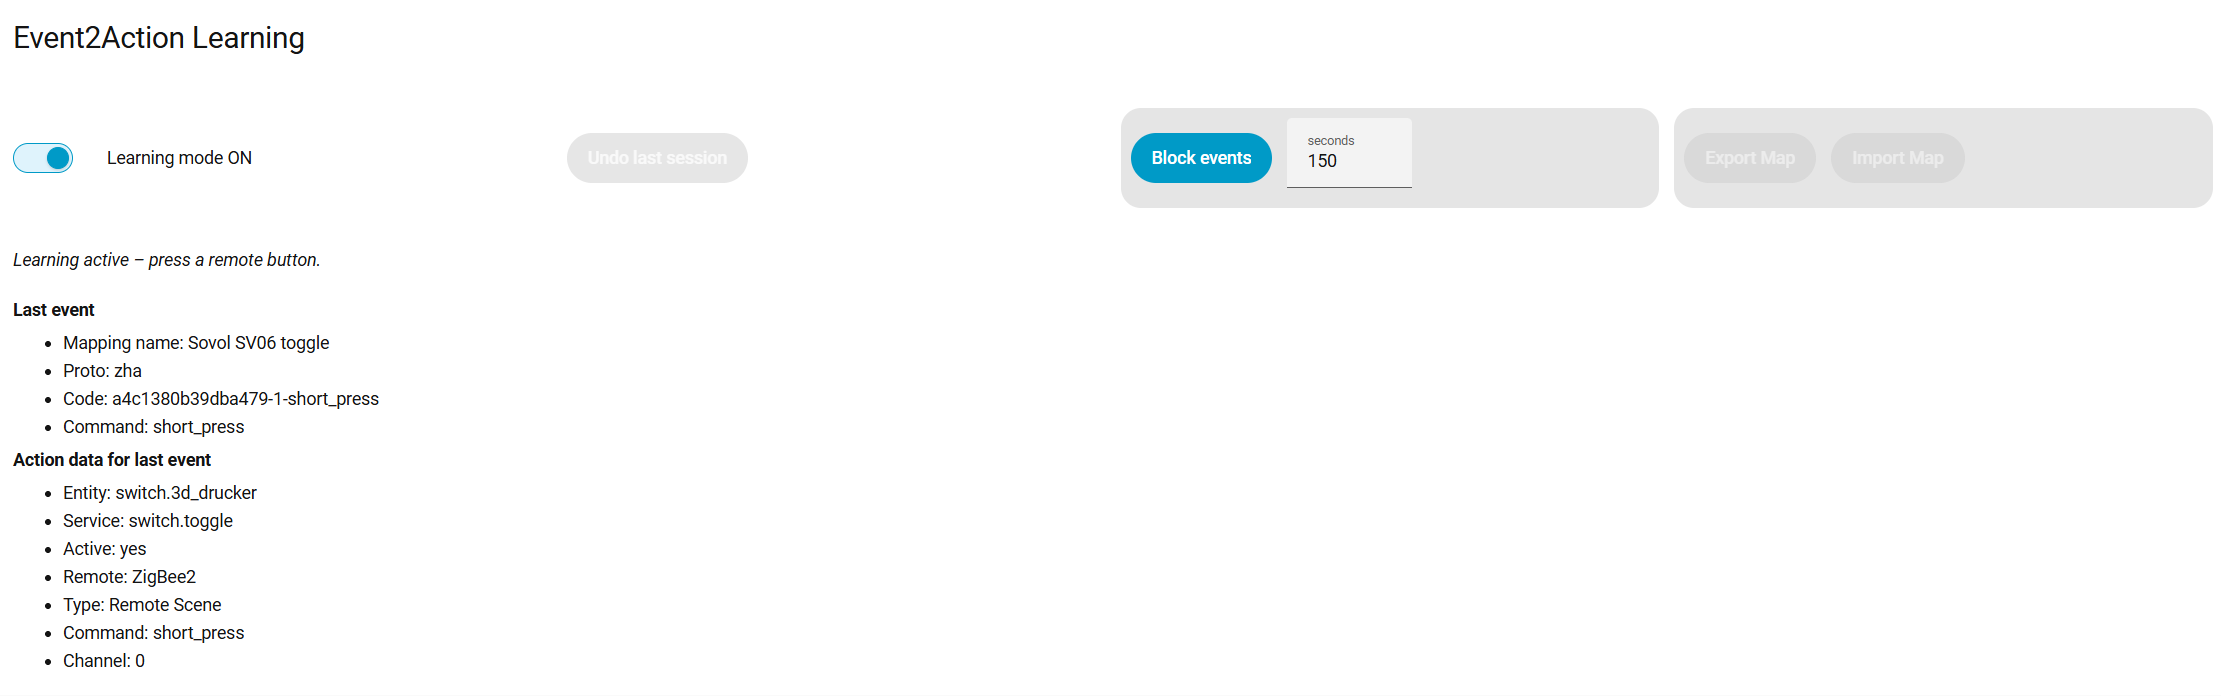 Event2Action Learning
Learning mode ON
Undo last session
Block events
seconds
150
Export Map
Import Map
Learning active – press a remote button.
Last event
• Mapping name: Sovol SV06 toggle
• Proto: zha
• Code: a4c1380b39dba479-1-short_press
• Command: short_press
Action data for last event
• Entity: switch.3d_drucker
• Service: switch.toggle
• Active: yes
• Remote: ZigBee2
• Type: Remote Scene
• Command: short_press
• Channel: 0